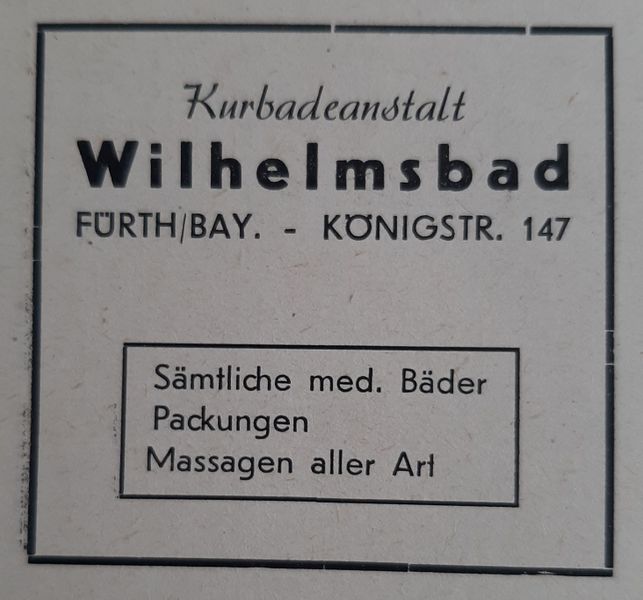 Kurbadeanstalt
Wilhelmsbad
FÜRTH/BAY. - KÖNIGSTR. 147
Sämtliche med. Bäder
Packungen
Massagen aller Art